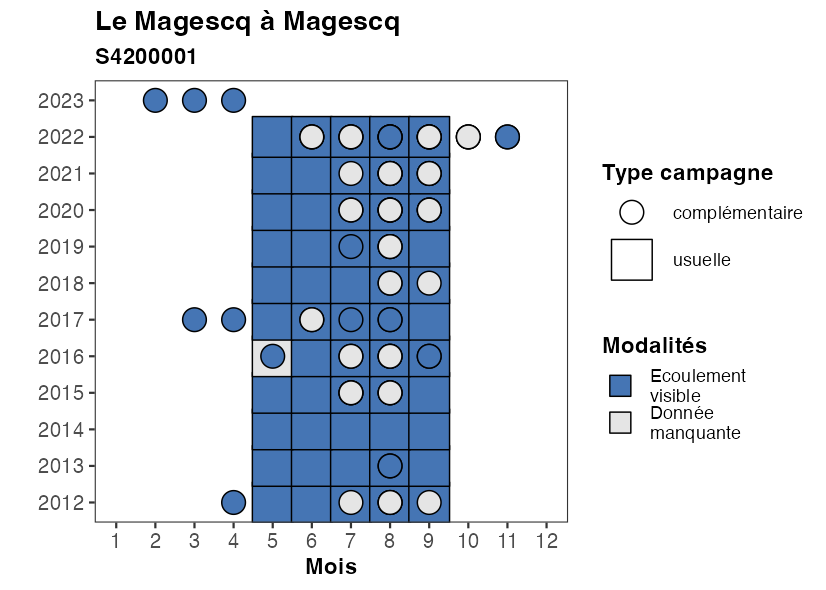 Le Magescq à Magescq
S4200001
2023
2022
2021
2020
2019
2018
2017
2016
2015
2014
2013
2012
1 2 3 4 5 6 7 8 9 10 11 12
Mois
Type campagne
complémentaire
usuelle
Modalités
Ecoulement
visible
Donnée
manquante